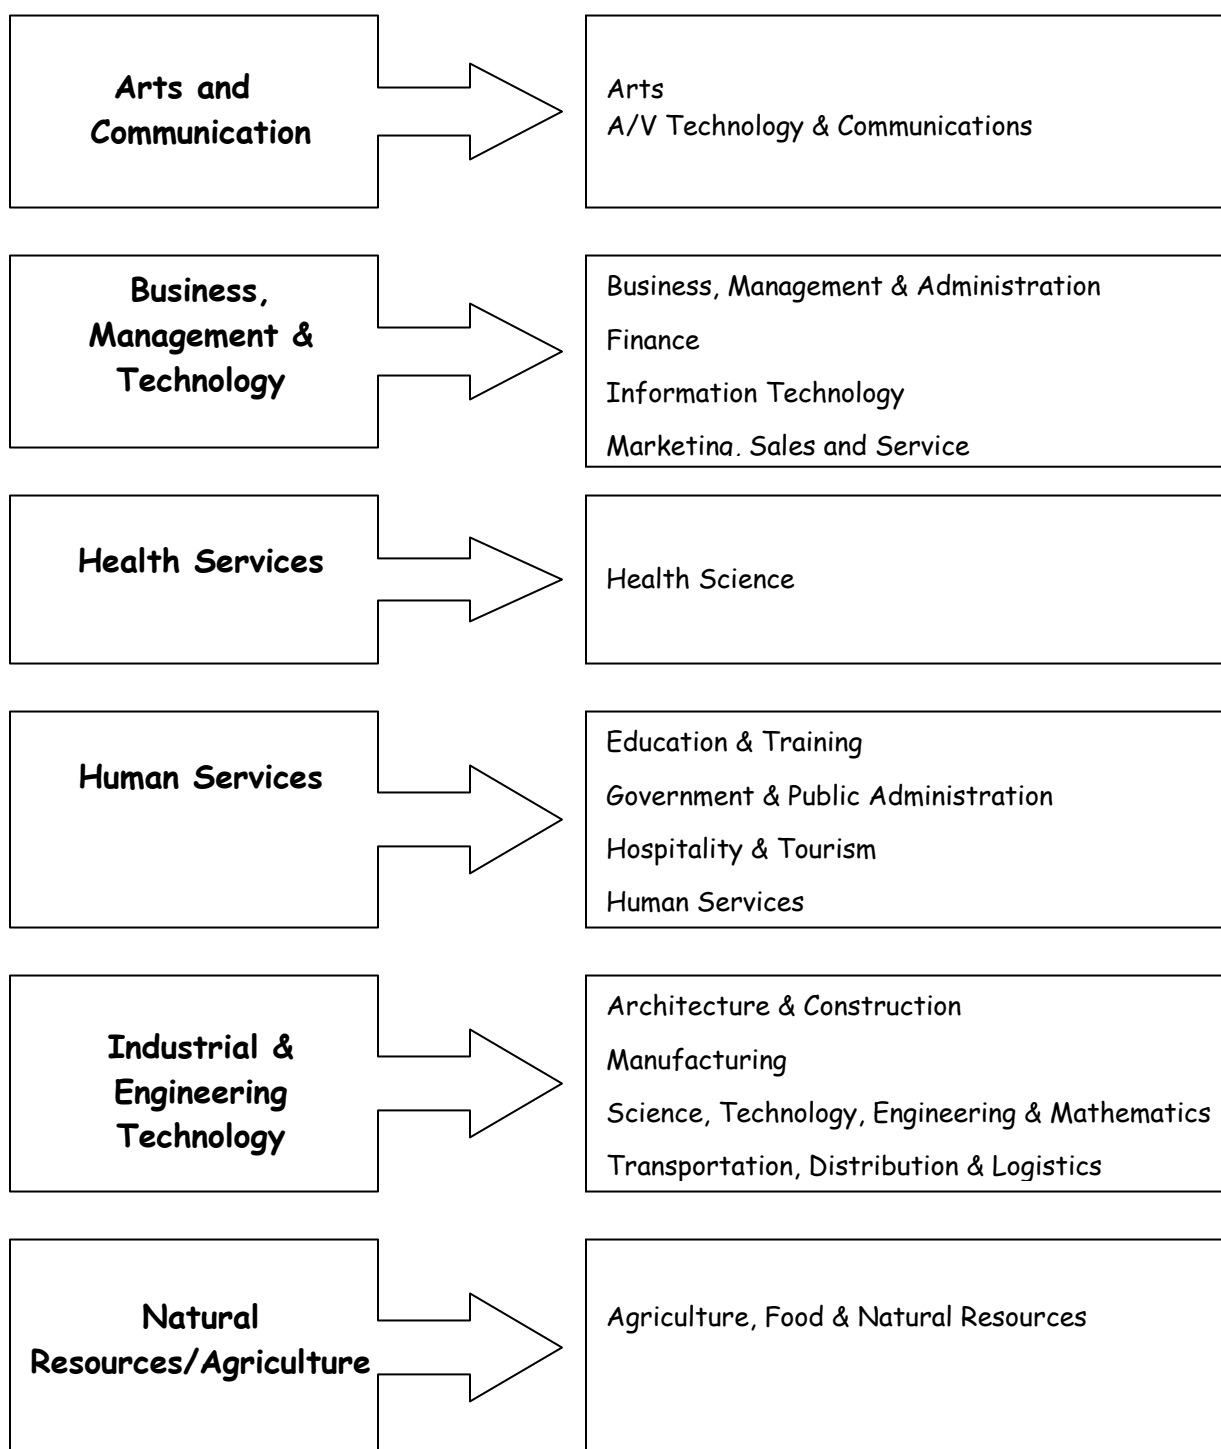 Arts and
Communication
Arts
A/V Technology & Communications
Business,
Management &
Technology
Business, Management & Administration
Finance
Information Technology
Marketing, Sales and Service
Health Services
Health Science
Human Services
Education & Training
Government & Public Administration
Hospitality & Tourism
Human Services
Industrial &
Engineering
Technology
Architecture & Construction
Manufacturing
Science, Technology, Engineering & Mathematics
Transportation, Distribution & Logistics
Natural
Resources/Agriculture
Agriculture, Food & Natural Resources